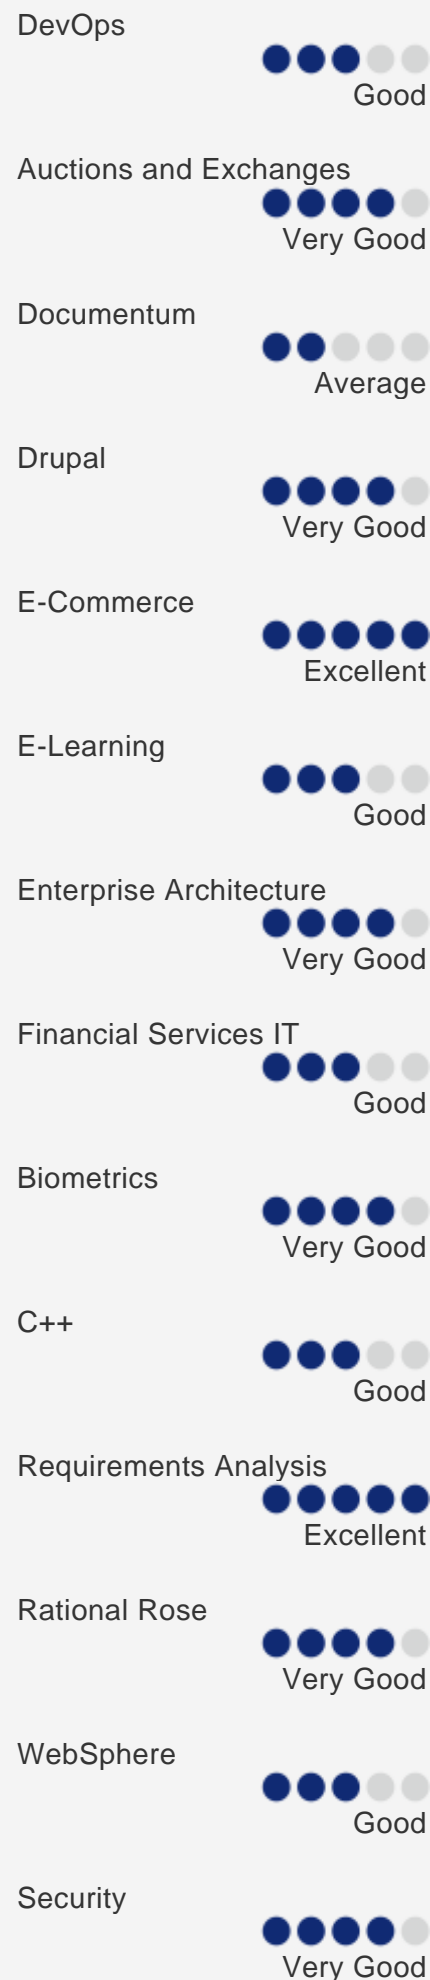 DevOps
Good
Auctions and Exchanges
Very Good
Documentum
Average
Drupal
Very Good
E-Commerce
Excellent
E-Learning
Good
Enterprise Architecture
Very Good
Financial Services IT
Good
Biometrics
Very Good
C++
Good
Requirements Analysis
Excellent
Rational Rose
Very Good
WebSphere
Good
Security
Very Good